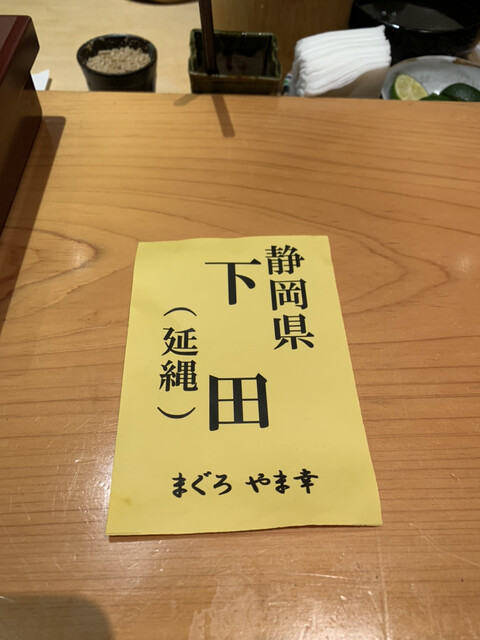 静岡県
下田
（延縄）
まぐろ やま幸